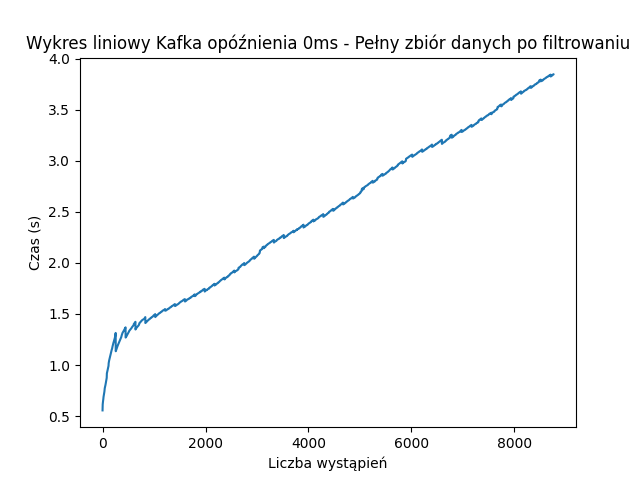 Wykres liniowy Kafka opóźnienia 0ms - Pełny zbiór danych po filtrowaniu
4.0
3.5
3.0
2.5
2.0
1.5
1.0
0.5
Czas (s)
0 2000 4000 6000 8000
Liczba wystąpień